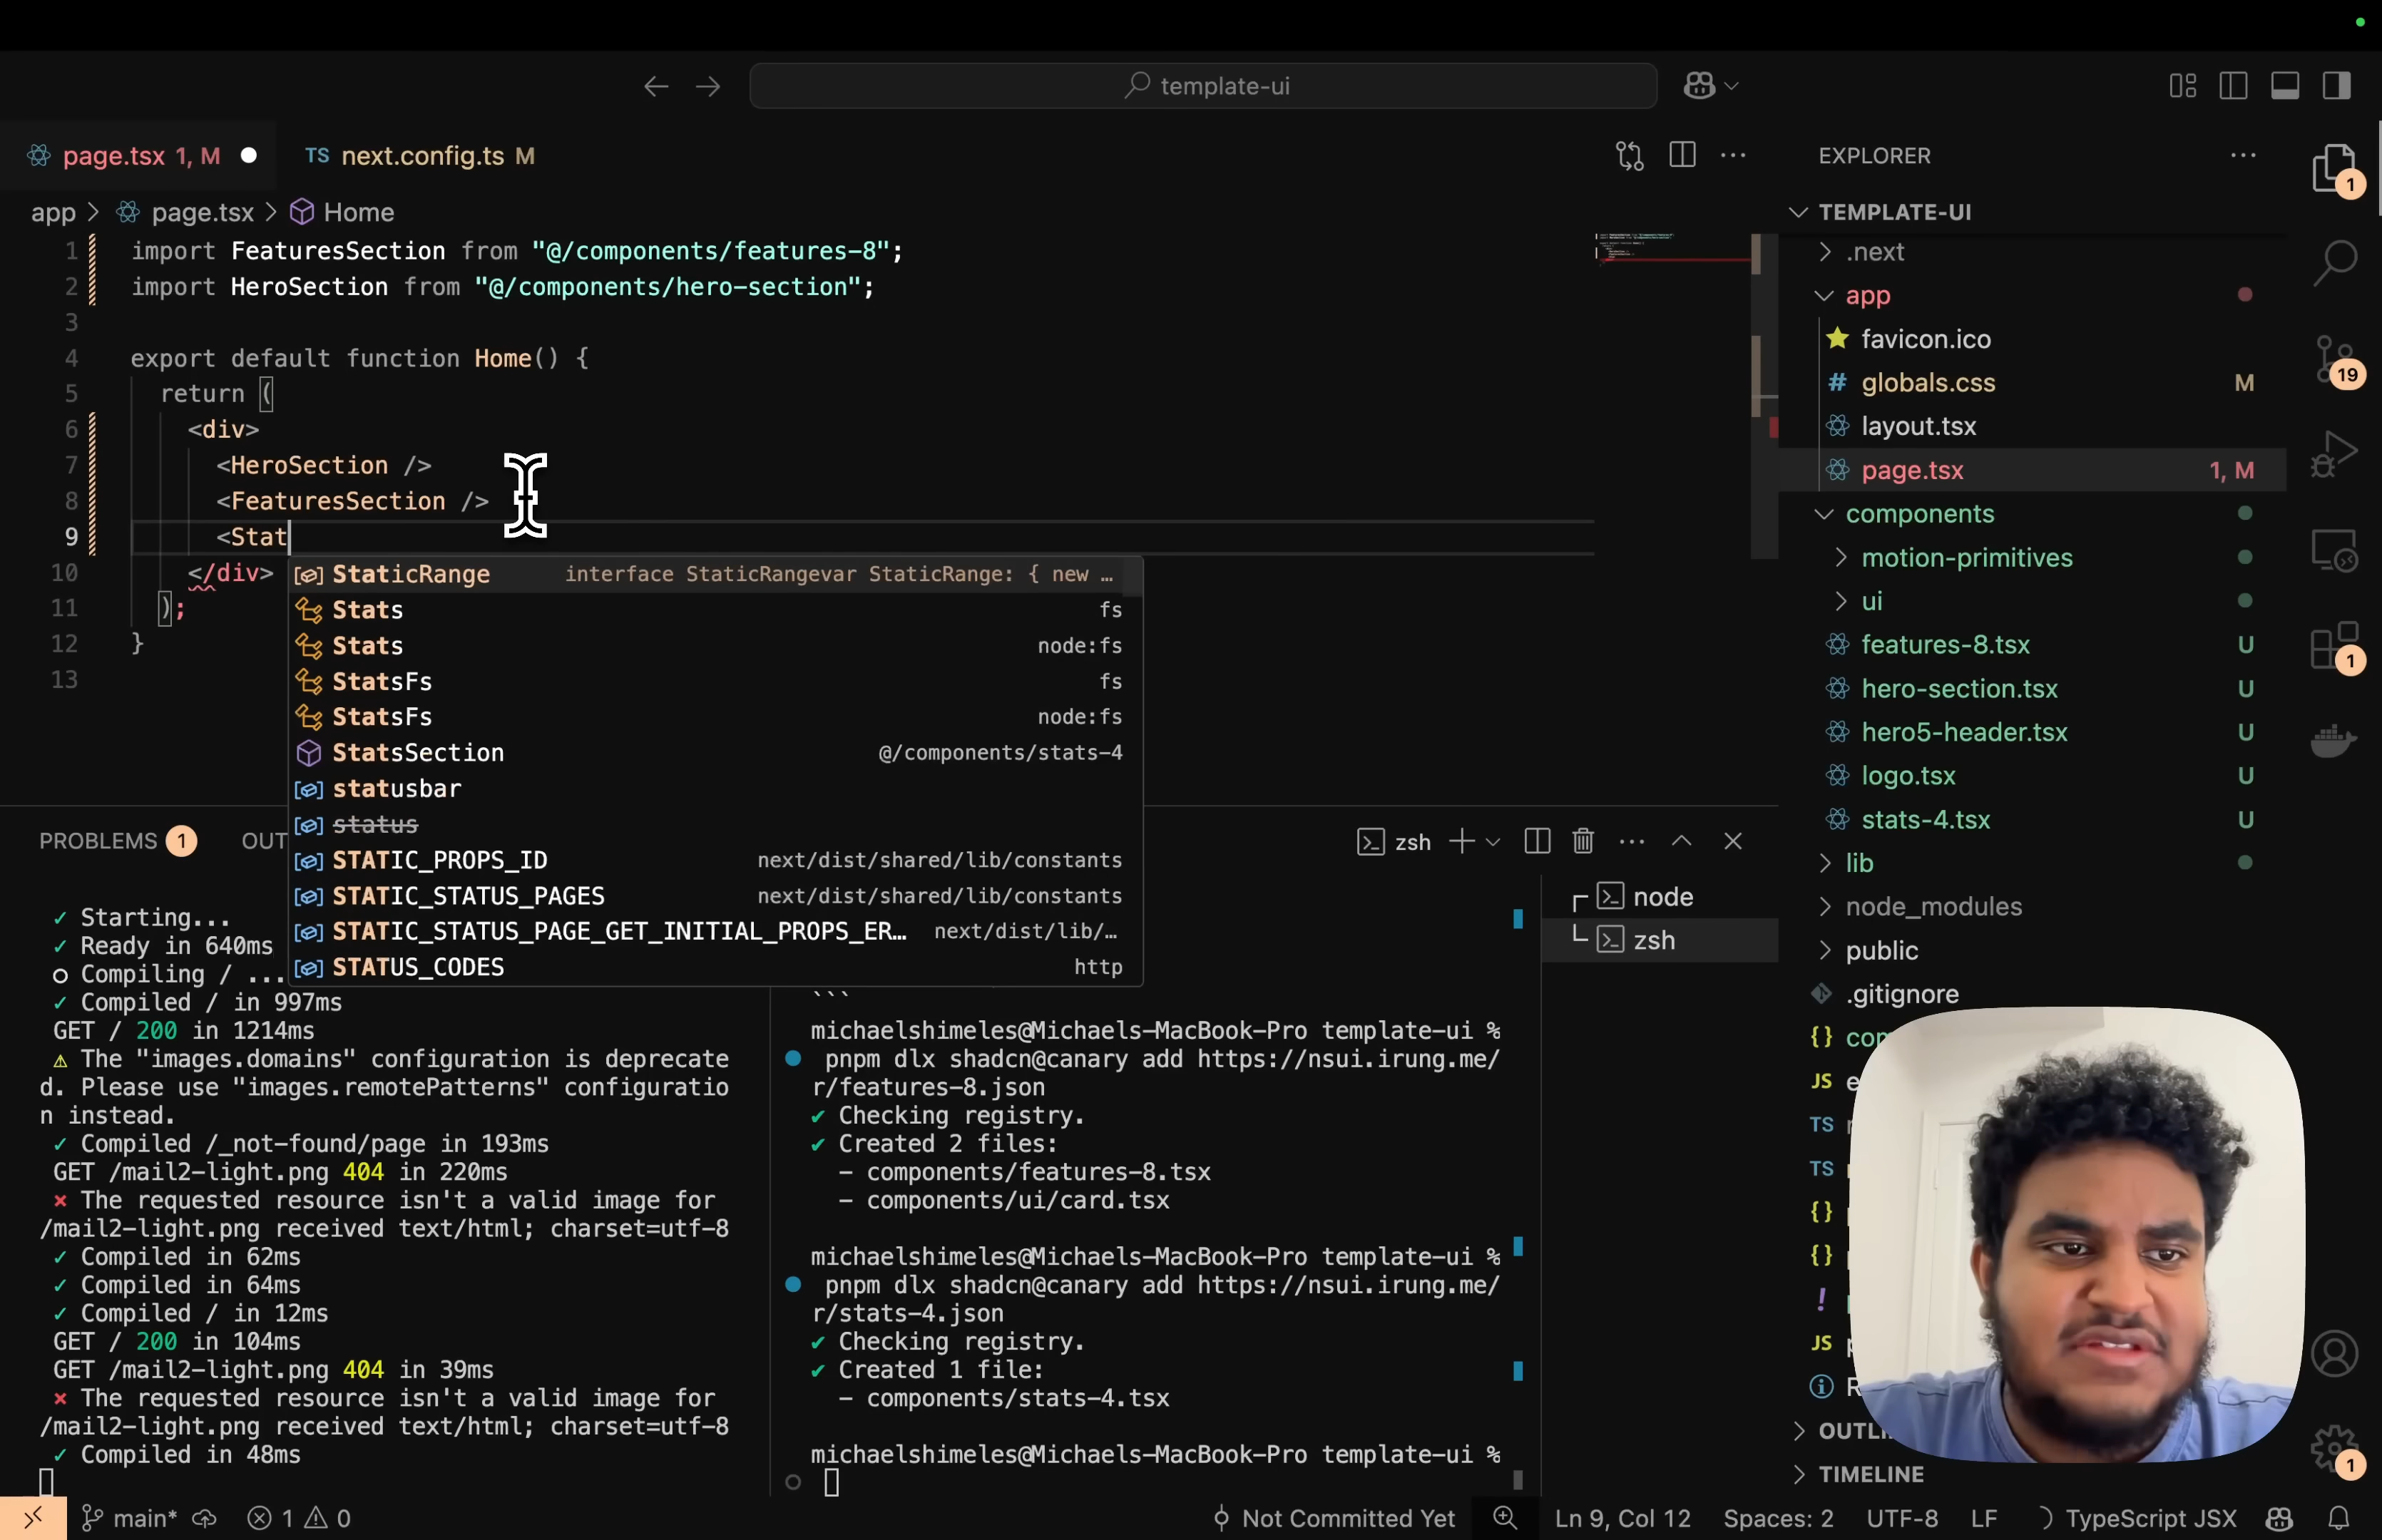 template-ui
page.tsx 1, M
TS next.config.ts M
app > page.tsx > Home
1 import FeaturesSection from "@/components/features-8";
2 import HeroSection from "@/components/hero-section";
3
4 export default function Home() {
5 return (
6 <div>
7 <HeroSection />
8 <FeaturesSection />
9 <Stat
10 </div>
11 );
12 }
13
StaticRange interface StaticRangevar StaticRange: { new …
Stats fs
Stats node:fs
StatsFs fs
StatsFs node:fs
StatsSection @/components/stats-4
statusbar
status
STATIC_PROPS_ID next/dist/shared/lib/constants
STATIC_STATUS_PAGES next/dist/shared/lib/constants
STATIC_STATUS_PAGE_GET_INITIAL_PROPS_ER… next/dist/lib/…
STATUS_CODES http
PROBLEMS 1 OUT
zsh
✓ Starting...
✓ Ready in 640ms
○ Compiling / ...
✓ Compiled / in 997ms
GET / 200 in 1214ms
⚠ The "images.domains" configuration is deprecate
d. Please use "images.remotePatterns" configuratio
n instead.
✓ Compiled /_not-found/page in 193ms
GET /mail2-light.png 404 in 220ms
⨯ The requested resource isn't a valid image for
/mail2-light.png received text/html; charset=utf-8
✓ Compiled in 62ms
✓ Compiled in 64ms
✓ Compiled / in 12ms
GET / 200 in 104ms
GET /mail2-light.png 404 in 39ms
⨯ The requested resource isn't a valid image for
/mail2-light.png received text/html; charset=utf-8
✓ Compiled in 48ms
```
michaelshimeles@Michaels-MacBook-Pro template-ui %
pnpm dlx shadcn@canary add https://nsui.irung.me/
r/features-8.json
✔ Checking registry.
✔ Created 2 files:
- components/features-8.tsx
- components/ui/card.tsx
michaelshimeles@Michaels-MacBook-Pro template-ui %
pnpm dlx shadcn@canary add https://nsui.irung.me/
r/stats-4.json
✔ Checking registry.
✔ Created 1 file:
- components/stats-4.tsx
michaelshimeles@Michaels-MacBook-Pro template-ui %
node
zsh
EXPLORER
TEMPLATE-UI
.next
app
favicon.ico
# globals.css M
layout.tsx
page.tsx 1, M
components
motion-primitives
ui
features-8.tsx U
hero-section.tsx U
hero5-header.tsx U
logo.tsx U
stats-4.tsx U
lib
node_modules
public
.gitignore
{}
JS
TS
TS
{}
{}
!
JS
TIMELINE
1
19
1
1
main* 1 0
Not Committed Yet
Ln 9, Col 12
Spaces: 2
UTF-8
LF
TypeScript JSX